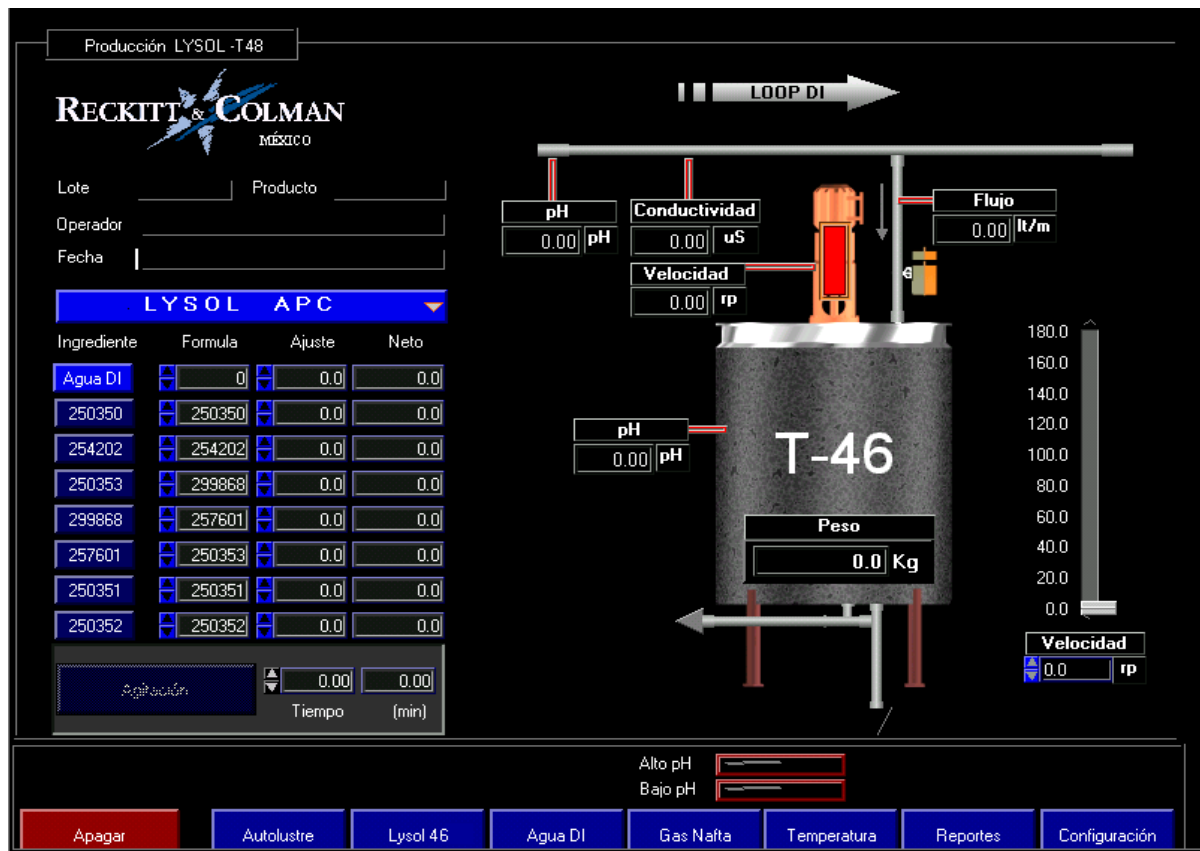 Producción LYSOL -T48
RECKITT & COLMAN
MÉXICO
LOOP DI
Lote
Producto
Operador
Fecha
pH
0.00 pH
Conductividad
0.00 uS
Velocidad
0.00 rp
Flujo
0.00 lt/m
LYSOL APC
Ingrediente Formula Ajuste Neto
Agua DI 0 0.0 0.0
250350 250350 0.0 0.0
254202 254202 0.0 0.0
250353 299868 0.0 0.0
299868 257601 0.0 0.0
257601 250353 0.0 0.0
250351 250351 0.0 0.0
250352 250352 0.0 0.0
Agitación 0.00 0.00
Tiempo (min)
pH
0.00 pH
T-46
Peso
0.0 Kg
180.0
160.0
140.0
120.0
100.0
80.0
60.0
40.0
20.0
0.0
Velocidad
0.0 rp
Alto pH
Bajo pH
Apagar Autolustre Lysol 46 Agua DI Gas Nafta Temperatura Reportes Configuración